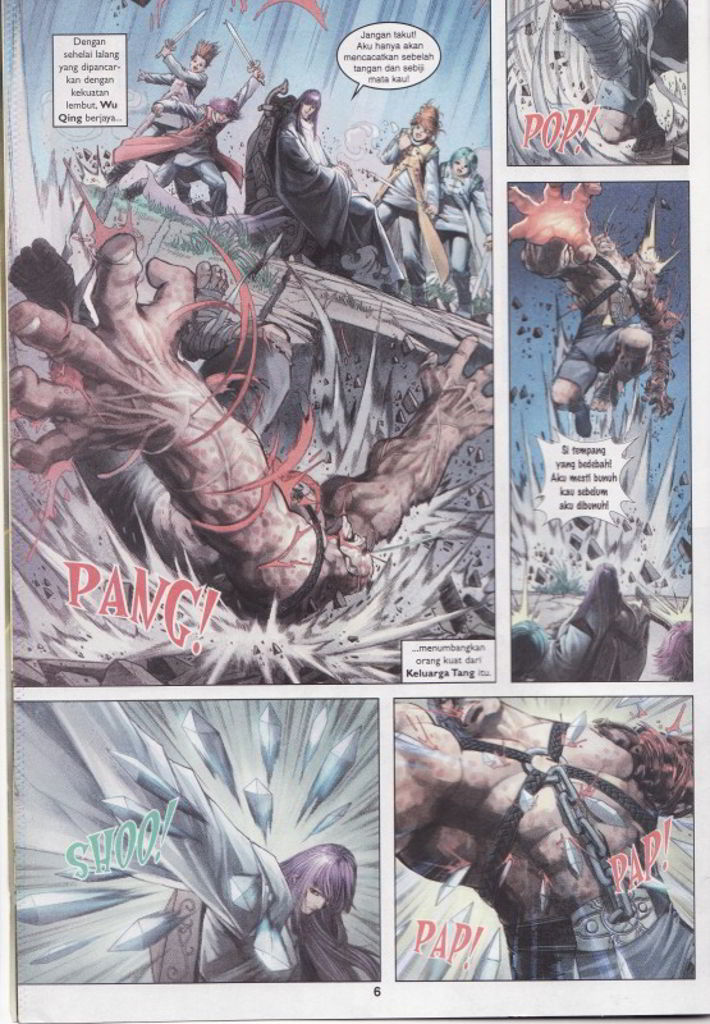 Dengan
sehelai lalang
yang dipancar-
kan dengan
kekuatan
lembut, Wu
Qing berjaya...
Jangan takut!
Aku hanya akan
mencacatkan sebelah
tangan dan sebiji
mata kau!
PANG!
...menumbangkan
orang kuat dari
Keluarga Tang itu.
POP!
Si tempang
yang bedebah!
Aku mesti bunuh
kau sebelum
aku dibunuh!
SHOO!
PAP!
PAP!
6